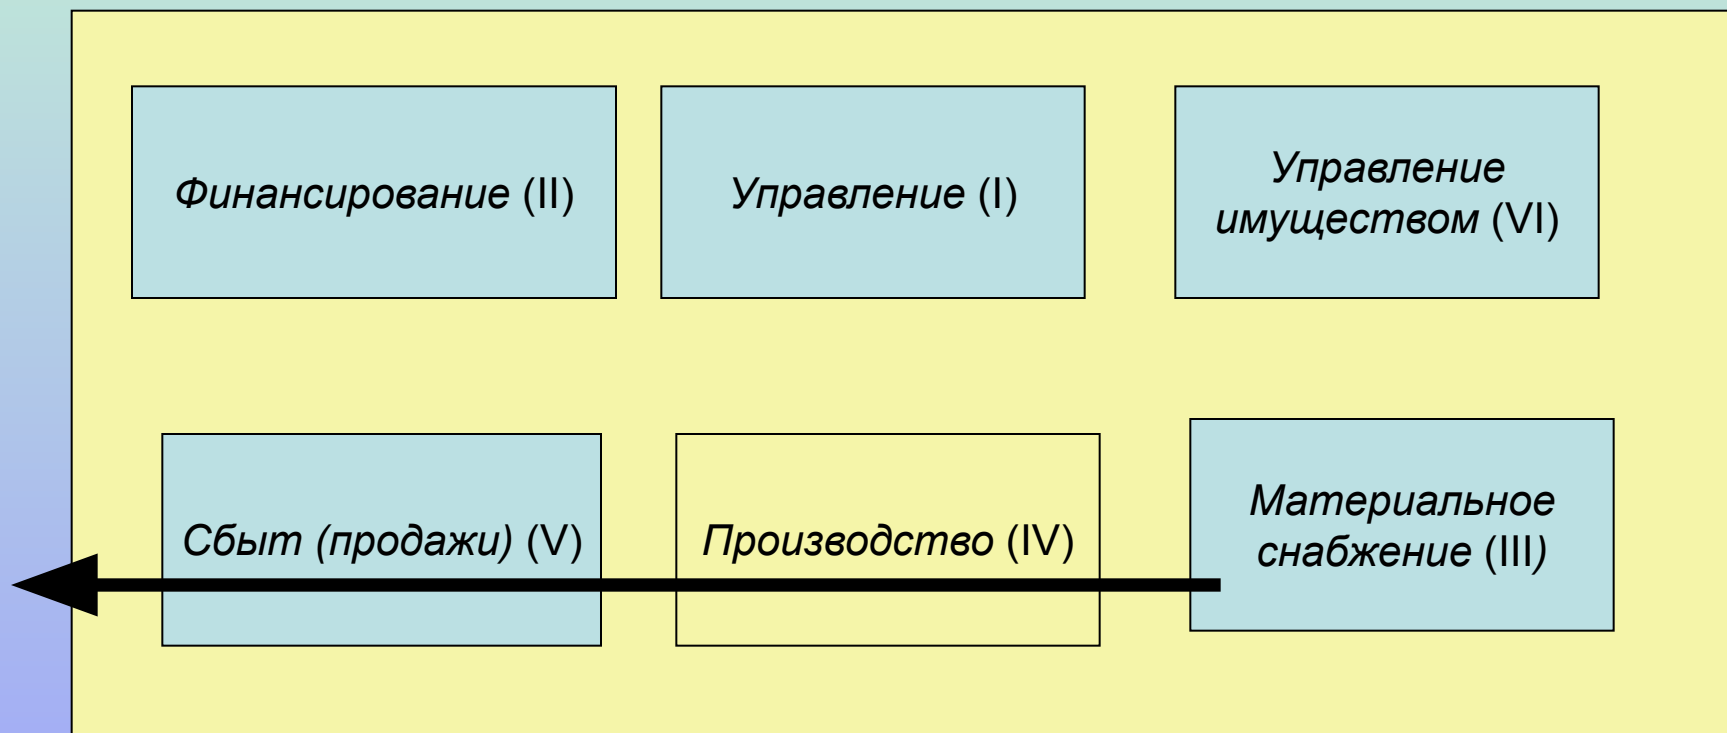 Финансирование (II)
Управление (I)
Управление
имуществом (VI)
Сбыт (продажи) (V)
Производство (IV)
Материальное
снабжение (III)